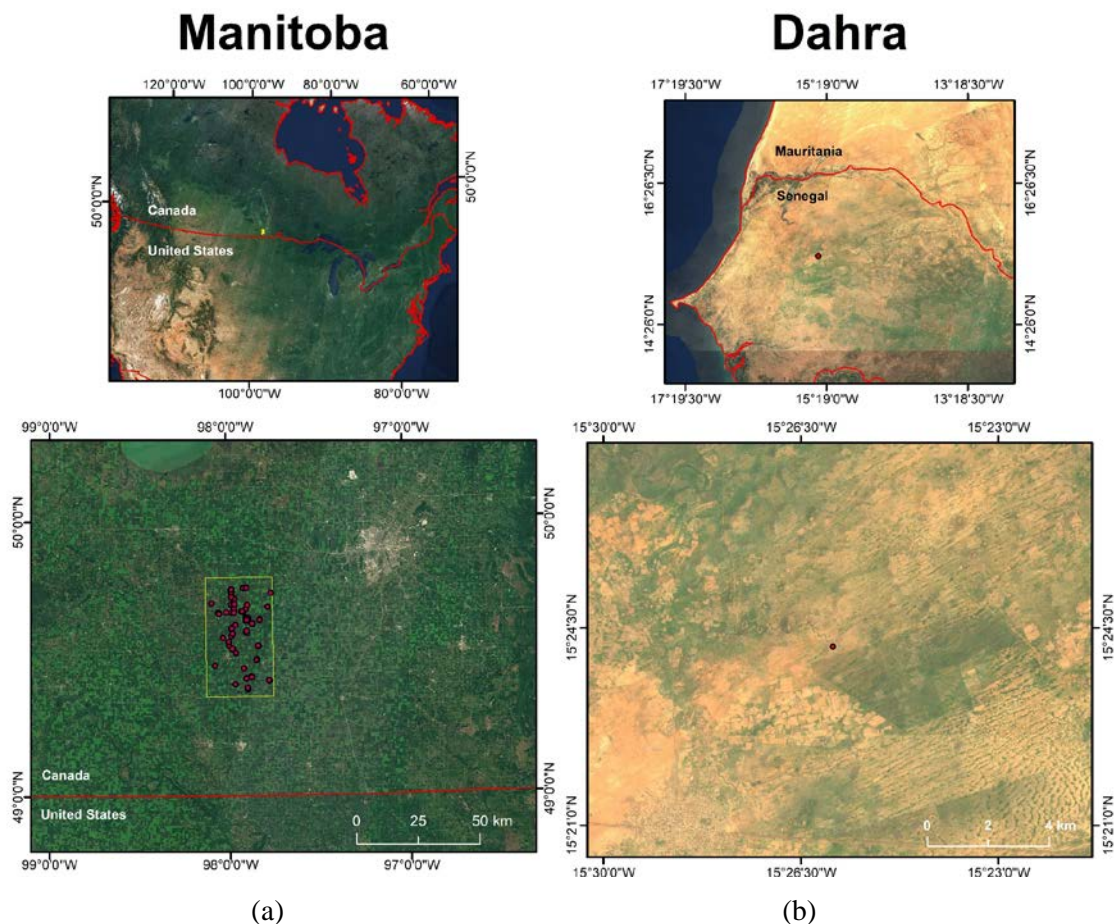 Manitoba
Dahra
120°0'0"W 100°0'0"W 80°0'0"W 60°0'0"W
17°19'30"W 15°19'0"W 13°18'30"W
50°0'0"N
50°0'0"N
Canada
United States
100°0'0"W 80°0'0"W
16°26'30"N
16°26'30"N
Mauritania
Senegal
14°26'0"N
14°26'0"N
17°19'30"W 15°19'0"W 13°18'30"W
99°0'0"W 98°0'0"W 97°0'0"W
15°30'0"W 15°26'30"W 15°23'0"W
50°0'0"N
50°0'0"N
49°0'0"N
49°0'0"N
Canada
United States
0 25 50 km
99°0'0"W 98°0'0"W 97°0'0"W
15°24'30"N
15°24'30"N
15°21'0"N
15°21'0"N
0 2 4 km
15°30'0"W 15°26'30"W 15°23'0"W
(a)
(b)